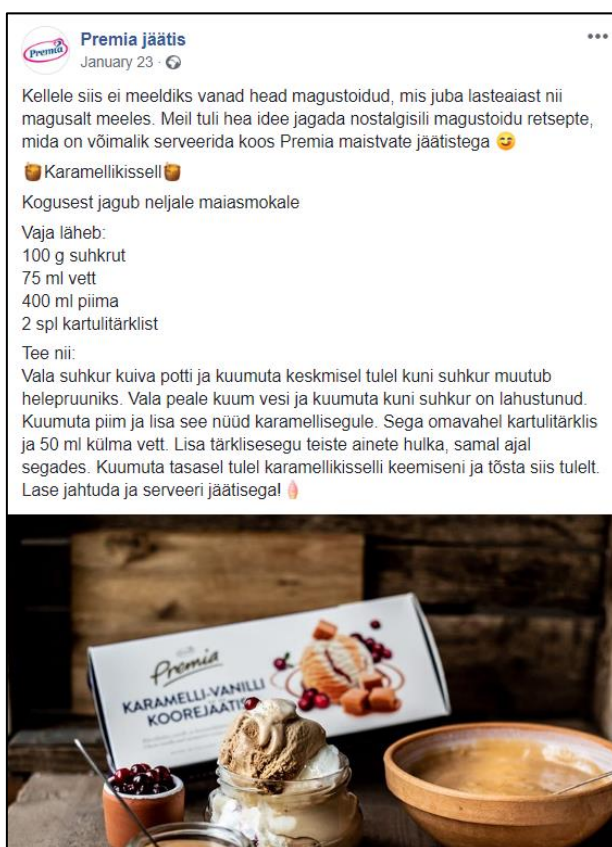 Premia
Premia jäätis
January 23
Kellele siis ei meeldiks vanad head magustoidud, mis juba lasteaiast nii
magusalt meeles. Meil tuli hea idee jagada nostalgisili magustoidu retsepte,
mida on võimalik serveerida koos Premia maistvate jäätistega 😋
🍯Karamellikissell🍯
Kogusest jagub neljale maiasmokale
Vaja läheb:
100 g suhkrut
75 ml vett
400 ml piima
2 spl kartulitärklist
Tee nii:
Vala suhkur kuiva potti ja kuumuta keskmisel tulel kuni suhkur muutub
helepruuniks. Vala peale kuum vesi ja kuumuta kuni suhkur on lahustunud.
Kuumuta piim ja lisa see nüüd karamellisegule. Sega omavahel kartulitärklis
ja 50 ml külma vett. Lisa tärklisesegu teiste ainete hulka, samal ajal
segades. Kuumuta tasasel tulel karamellikisselli keemiseni ja tõsta siis tulelt.
Lase jahtuda ja serveeri jäätisega!🍦
Premia
KARAMELLI-VANILLI
KOOREJÄÄTIS